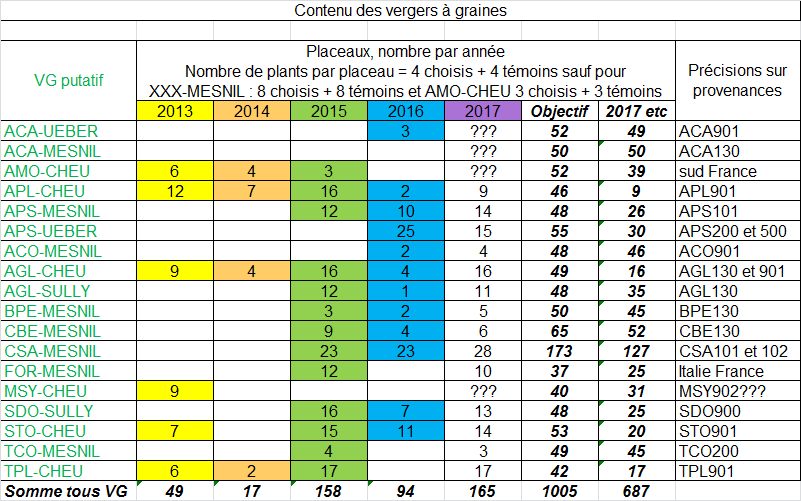 Contenu des vergers à graines
VG putatif
Placeaux, nombre par année
Nombre de plants par placeau = 4 choisis + 4 témoins sauf pour
XXX-MESNIL : 8 choisis + 8 témoins et AMO-CHEU 3 choisis + 3 témoins
Précisions sur
provenances
2013 2014 2015 2016 2017 Objectif 2017 etc
ACA-UEBER 3 ??? 52 49 ACA901
ACA-MESNIL ??? 50 50 ACA130
AMO-CHEU 6 4 3 ??? 52 39 sud France
APL-CHEU 12 7 16 2 9 46 9 APL901
APS-MESNIL 12 10 14 48 26 APS101
APS-UEBER 25 15 55 30 APS200 et 500
ACO-MESNIL 2 4 48 46 ACO901
AGL-CHEU 9 4 16 4 16 49 16 AGL130 et 901
AGL-SULLY 12 1 11 48 35 AGL130
BPE-MESNIL 3 2 5 50 45 BPE130
CBE-MESNIL 9 4 6 65 52 CBE130
CSA-MESNIL 23 23 28 173 127 CSA101 et 102
FOR-MESNIL 12 10 37 25 Italie France
MSY-CHEU 9 ??? 40 31 MSY902???
SDO-SULLY 16 7 13 48 25 SDO900
STO-CHEU 7 15 11 14 53 20 STO901
TCO-MESNIL 4 3 49 45 TCO200
TPL-CHEU 6 2 17 17 42 17 TPL901
Somme tous VG 49 17 158 94 165 1005 687